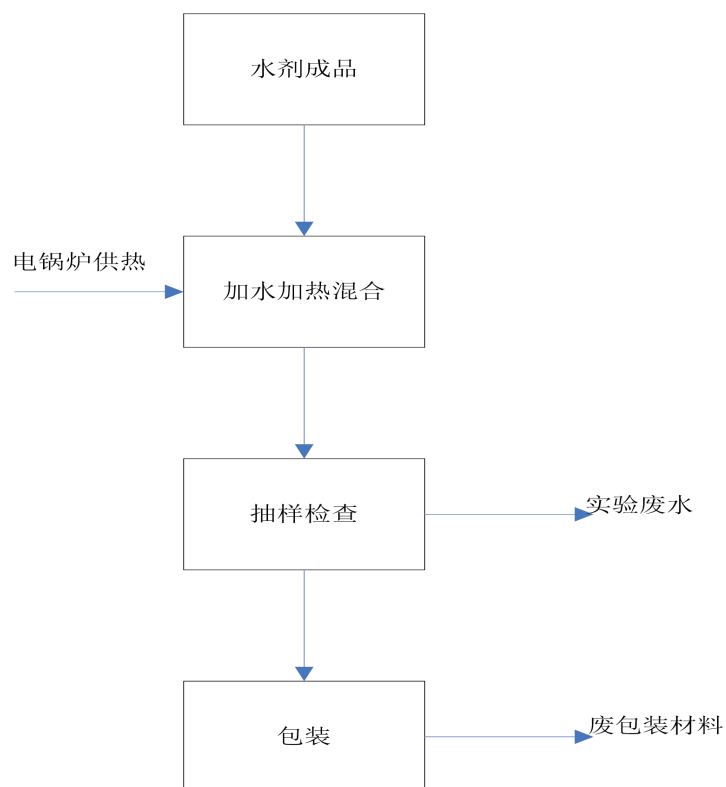 水剂成品
电锅炉供热
加水加热混合
抽样检查
实验废水
包装
废包装材料